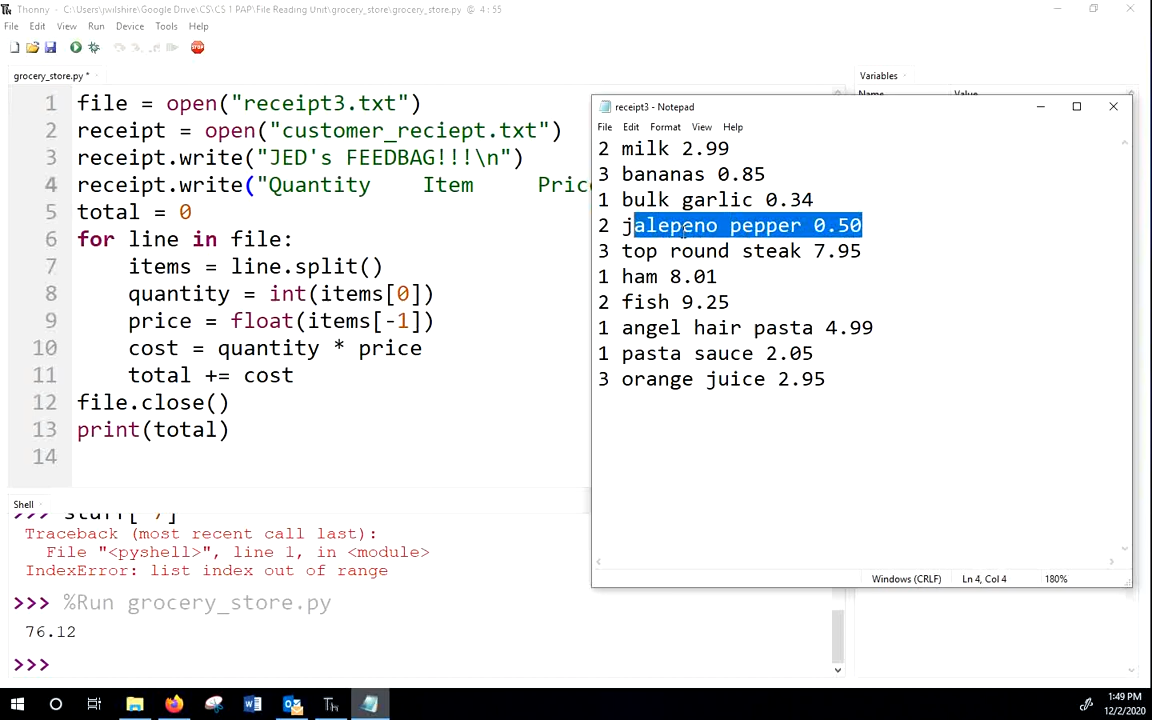 Thonny - C:\Users\jwilshire\Google Drive\CS\CS 1 PAP\File Reading Unit\grocery_store\grocery_store.py @ 4 : 55
File Edit View Run Device Tools Help
STOP
grocery_store.py *
1 file = open("receipt3.txt")
2 receipt = open("customer_reciept.txt")
3 receipt.write("JED's FEEDBAG!!!\n")
4 receipt.write("Quantity    Item     Pric
5 total = 0
6 for line in file:
7 items = line.split()
8 quantity = int(items[0])
9 price = float(items[-1])
10 cost = quantity * price
11 total += cost
12 file.close()
13 print(total)
14
Shell
>>> stuff[-7]
Traceback (most recent call last):
File "<pyshell>", line 1, in <module>
IndexError: list index out of range
>>> %Run grocery_store.py
76.12
>>>
Variables
Name Value
receipt3 - Notepad
File Edit Format View Help
2 milk 2.99
3 bananas 0.85
1 bulk garlic 0.34
2 jalepeno pepper 0.50
3 top round steak 7.95
1 ham 8.01
2 fish 9.25
1 angel hair pasta 4.99
1 pasta sauce 2.05
3 orange juice 2.95
Windows (CRLF) Ln 4, Col 4 180%
1:49 PM
12/2/2020